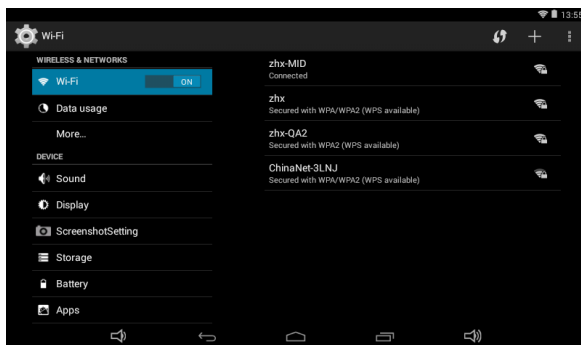 13:55
Wi-Fi
WIRELESS & NETWORKS
Wi-Fi ON
Data usage
More...
DEVICE
Sound
Display
ScreenshotSetting
Storage
Battery
Apps
zhx-MID
Connected
zhx
Secured with WPA/WPA2 (WPS available)
zhx-QA2
Secured with WPA2 (WPS available)
ChinaNet-3LNJ
Secured with WPA/WPA2 (WPS available)